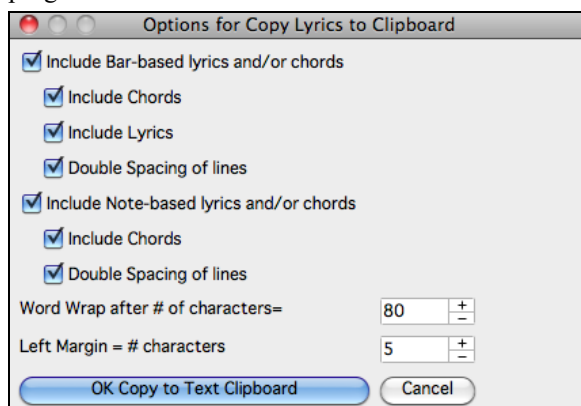 Options for Copy Lyrics to Clipboard
Include Bar-based lyrics and/or chords
Include Chords
Include Lyrics
Double Spacing of lines
Include Note-based lyrics and/or chords
Include Chords
Double Spacing of lines
Word Wrap after # of characters= 80 + −
Left Margin = # characters 5 + −
OK Copy to Text Clipboard Cancel